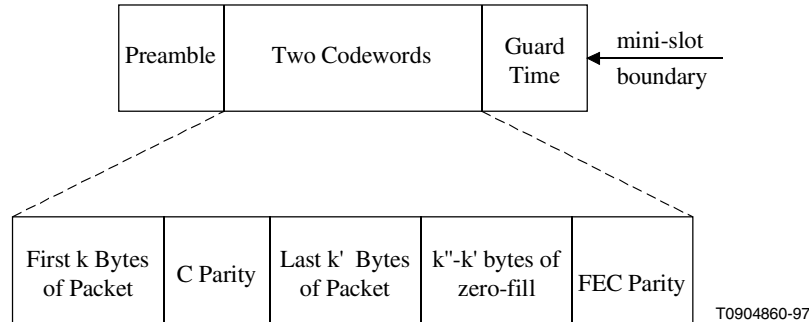 Preamble
Two Codewords
Guard
Time
mini-slot
boundary
First k Bytes
of Packet
C Parity
Last k' Bytes
of Packet
k"-k' bytes of
zero-fill
FEC Parity
T0904860-97